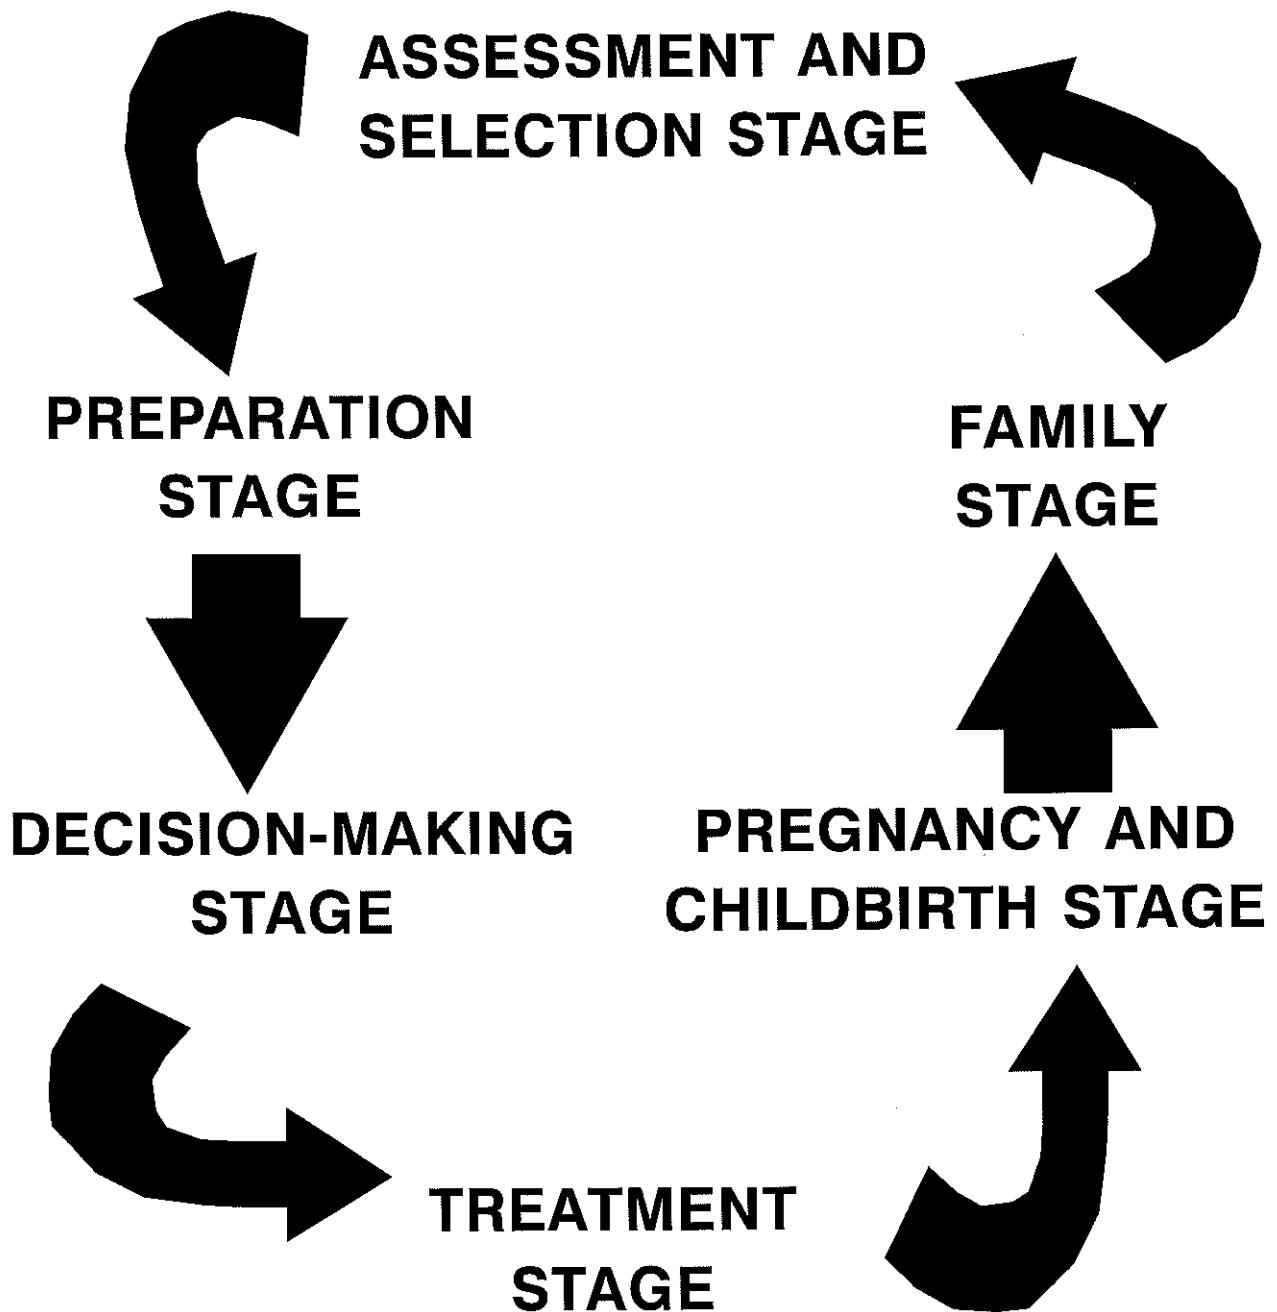 ASSESSMENT AND
SELECTION STAGE
PREPARATION
STAGE
DECISION-MAKING
STAGE
TREATMENT
STAGE
PREGNANCY AND
CHILDBIRTH STAGE
FAMILY
STAGE